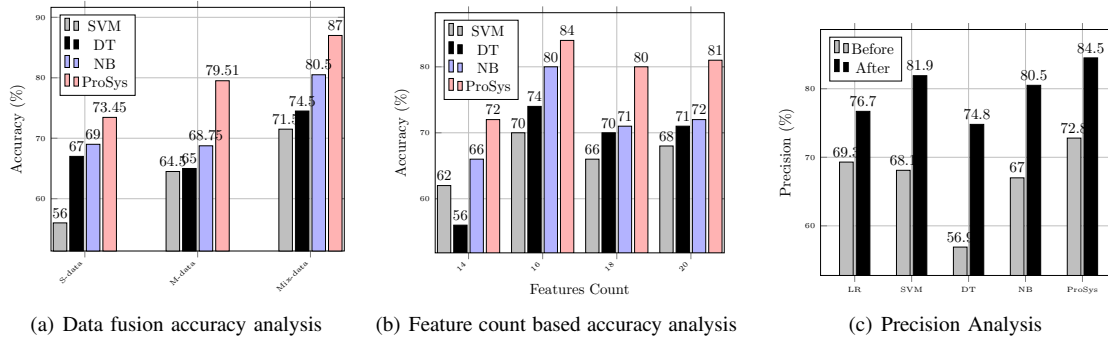 90
80
70
60
Accuracy (%)
SVM
DT
NB
ProSys
56
67
69
73.45
64.5
65
68.75
79.51
71.5
74.5
80.5
87
S-data
M-data
Mix-data
(a) Data fusion accuracy analysis
80
70
60
Accuracy (%)
SVM
DT
NB
ProSys
62
56
66
72
70
74
80
84
66
70
71
80
68
71
72
81
14
16
18
20
Features Count
(b) Feature count based accuracy analysis
80
70
60
Precision (%)
Before
After
69.3
76.7
68.1
81.9
56.9
74.8
67
80.5
72.8
84.5
LR
SVM
DT
NB
ProSys
(c) Precision Analysis